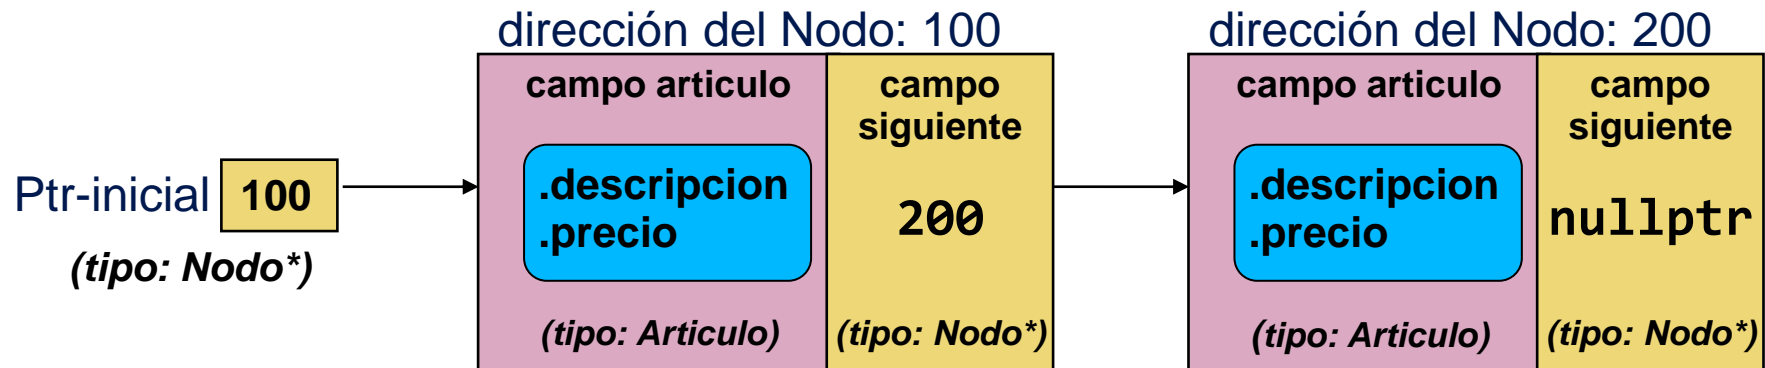 dirección del Nodo: 100
dirección del Nodo: 200
Ptr-inicial 100
(tipo: Nodo*)
campo articulo
.descripcion
.precio
(tipo: Articulo)
campo
siguiente
200
(tipo: Nodo*)
campo articulo
.descripcion
.precio
(tipo: Articulo)
campo
siguiente
nullptr
(tipo: Nodo*)